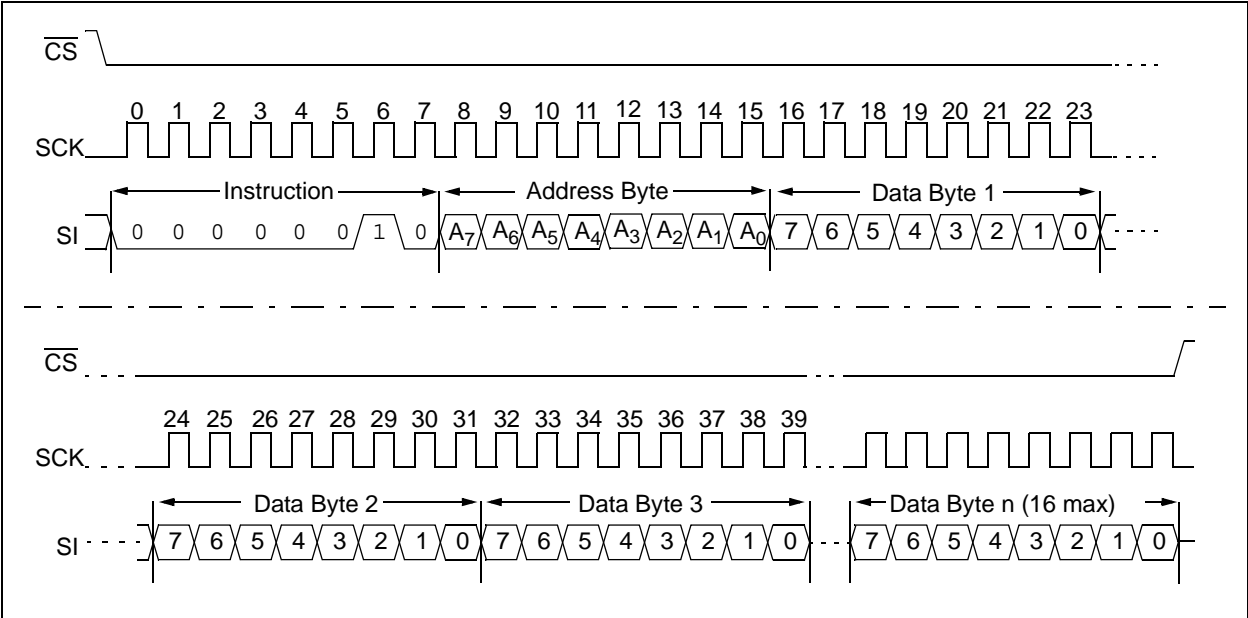 CS
0 1 2 3 4 5 6 7 8 9 10 11 12 13 14 15 16 17 18 19 20 21 22 23
SCK
Instruction Address Byte Data Byte 1
SI 0 0 0 0 0 0 1 0 A7 A6 A5 A4 A3 A2 A1 A0 7 6 5 4 3 2 1 0
CS
24 25 26 27 28 29 30 31 32 33 34 35 36 37 38 39
SCK
Data Byte 2 Data Byte 3 Data Byte n (16 max)
SI 7 6 5 4 3 2 1 0 7 6 5 4 3 2 1 0 7 6 5 4 3 2 1 0